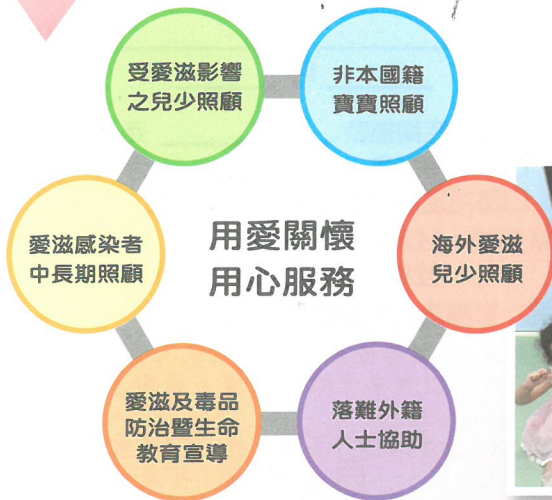 受愛滋影響
之兒少照顧
非本國籍
寶寶照顧
愛滋感染者
中長期照顧
用愛關懷
用心服務
海外愛滋
兒少照顧
愛滋及毒品
防治暨生命
教育宣導
落難外籍
人士協助